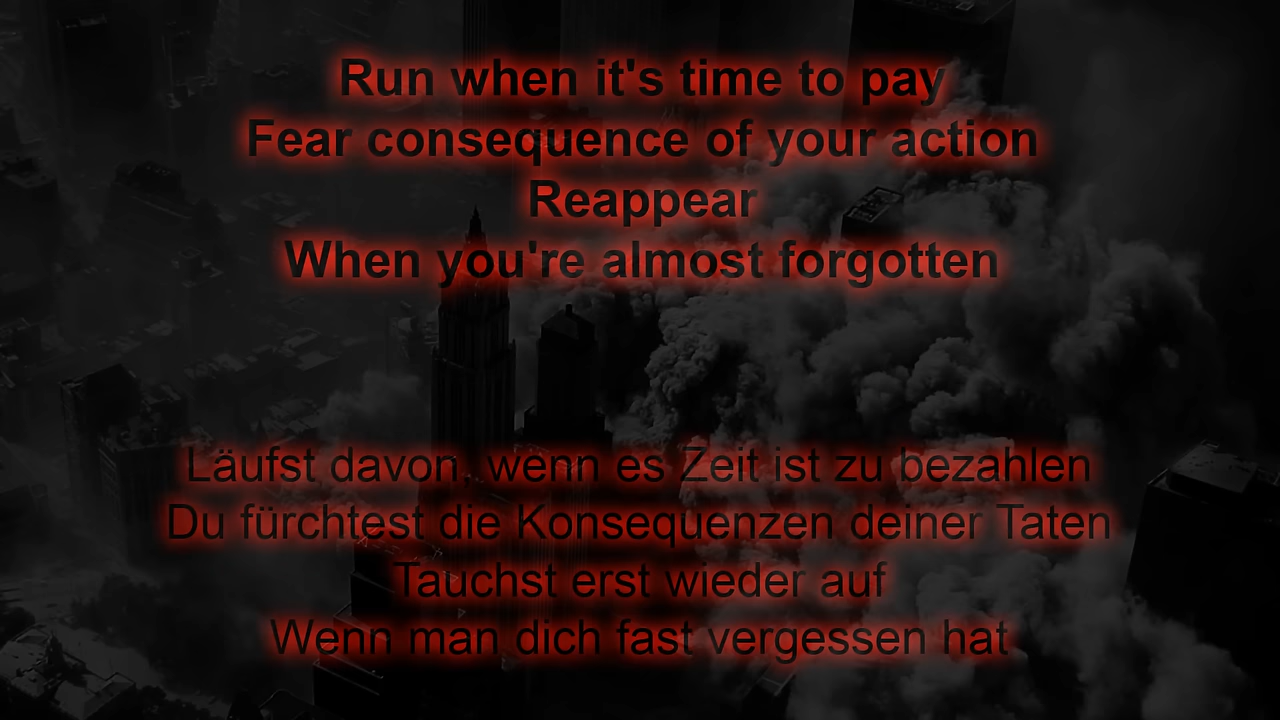 Run when it's time to pay
Fear consequence of your action
Reappear
When you're almost forgotten
Läufst davon, wenn es Zeit ist zu bezahlen
Du fürchtest die Konsequenzen deiner Taten
Tauchst erst wieder auf
Wenn man dich fast vergessen hat